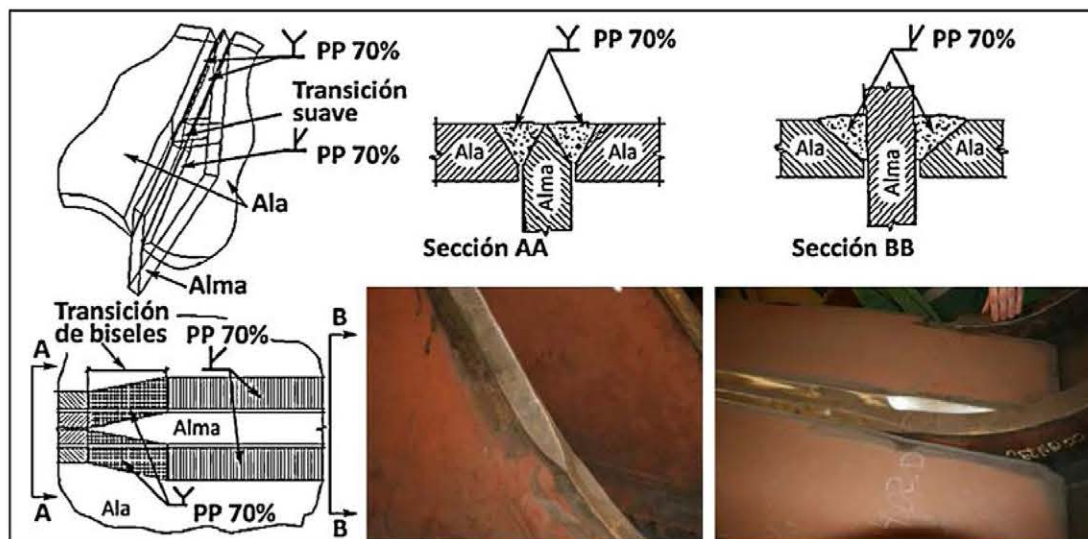 PP 70%
Transición
suave
PP 70%
Ala
Alma
PP 70%
Ala
Alma
Ala
Sección AA
PP 70%
Ala
Alma
Ala
Sección BB
Transición
de biseles
PP 70%
A
B
Alma
A
Ala
PP 70%
B